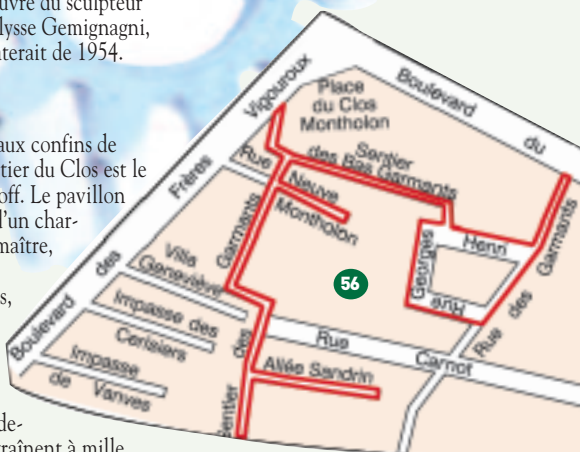 uvre du sculpteur
lysse Gemignagni,
nterait de 1954.
aux confins de
tier du Clos est le
off. Le pavillon
l'un char-
maître,
s,
de-
traînent à mille
Boulevard des Frères Vigouroux
Place
du Clos
Montholon
Boulevard du
Sentier
des Bas Garmants
Rue
Neuve
Montholon
Sentier des Garmants
Villa
Geneviève
Impasse des
Cerisiers
Impasse
de Vanves
Rue Henri
Georges
Rue des Garmants
56
Rue Carnot
Allée Sandrin